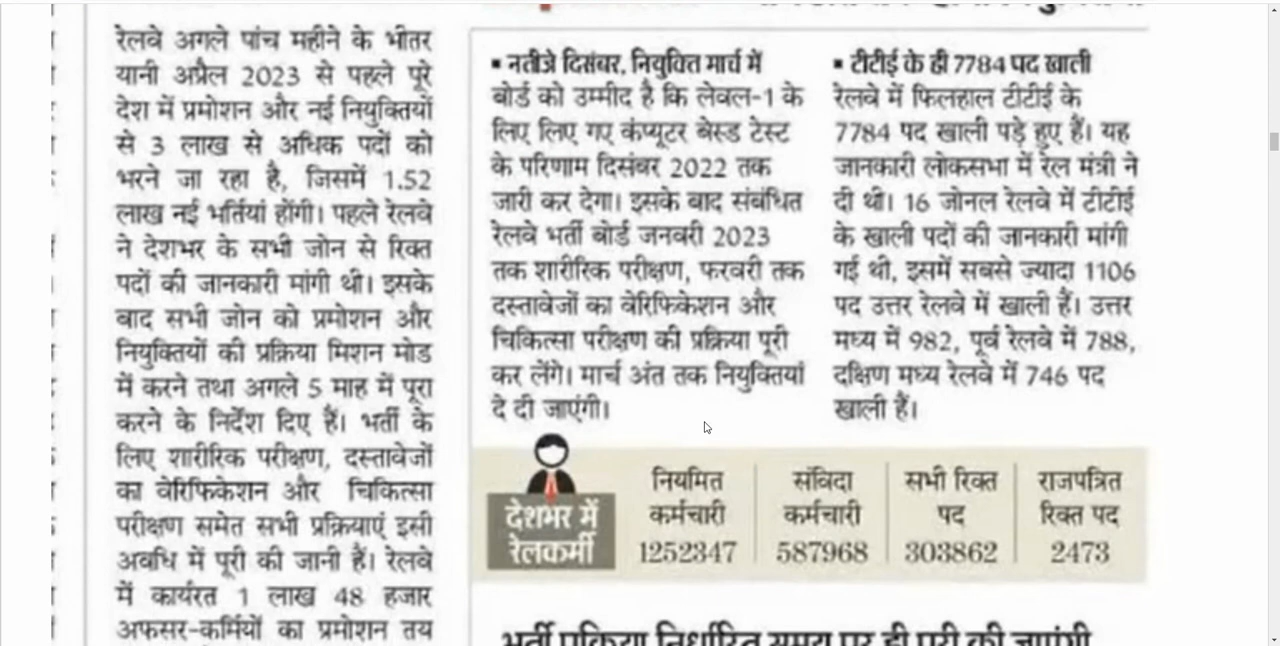 रेलवे अगले पांच महीने के भीतर
यानी अप्रैल 2023 से पहले पूरे
देश में प्रमोशन और नई नियुक्तियों
से 3 लाख से अधिक पदों को
भरने जा रहा है, जिसमें 1.52
लाख नई भर्तियां होंगी। पहले रेलवे
ने देशभर के सभी जोन से रिक्त
पदों की जानकारी मांगी थी। इसके
बाद सभी जोन को प्रमोशन और
नियुक्तियों की प्रक्रिया मिशन मोड
में करने तथा अगले 5 माह में पूरा
करने के निर्देश दिए हैं। भर्ती के
लिए शारीरिक परीक्षण, दस्तावेजों
का वेरिफिकेशन और चिकित्सा
परीक्षण समेत सभी प्रक्रियाएं इसी
अवधि में पूरी की जानी हैं। रेलवे
में कार्यरत 1 लाख 48 हजार
अफसर-कर्मियों का प्रमोशन तय
▪ नतीजे दिसंबर, नियुक्ति मार्च में
बोर्ड को उम्मीद है कि लेवल-1 के
लिए लिए गए कंप्यूटर बेस्ड टेस्ट
के परिणाम दिसंबर 2022 तक
जारी कर देगा। इसके बाद संबंधित
रेलवे भर्ती बोर्ड जनवरी 2023
तक शारीरिक परीक्षण, फरवरी तक
दस्तावेजों का वेरिफिकेशन और
चिकित्सा परीक्षण की प्रक्रिया पूरी
कर लेंगे। मार्च अंत तक नियुक्तियां
दे दी जाएंगी।
▪ टीटीई के ही 7784 पद खाली
रेलवे में फिलहाल टीटीई के
7784 पद खाली पड़े हुए हैं। यह
जानकारी लोकसभा में रेल मंत्री ने
दी थी। 16 जोनल रेलवे में टीटीई
के खाली पदों की जानकारी मांगी
गई थी, इसमें सबसे ज्यादा 1106
पद उत्तर रेलवे में खाली हैं। उत्तर
मध्य में 982, पूर्व रेलवे में 788,
दक्षिण मध्य रेलवे में 746 पद
खाली हैं।
देशभर में
रेलकर्मी
नियमित
कर्मचारी
1252347
संविदा
कर्मचारी
587968
सभी रिक्त
पद
303862
राजपत्रित
रिक्त पद
2473
भर्ती प्रक्रिया निर्धारित समय पर ही पूरी की जाएंगी